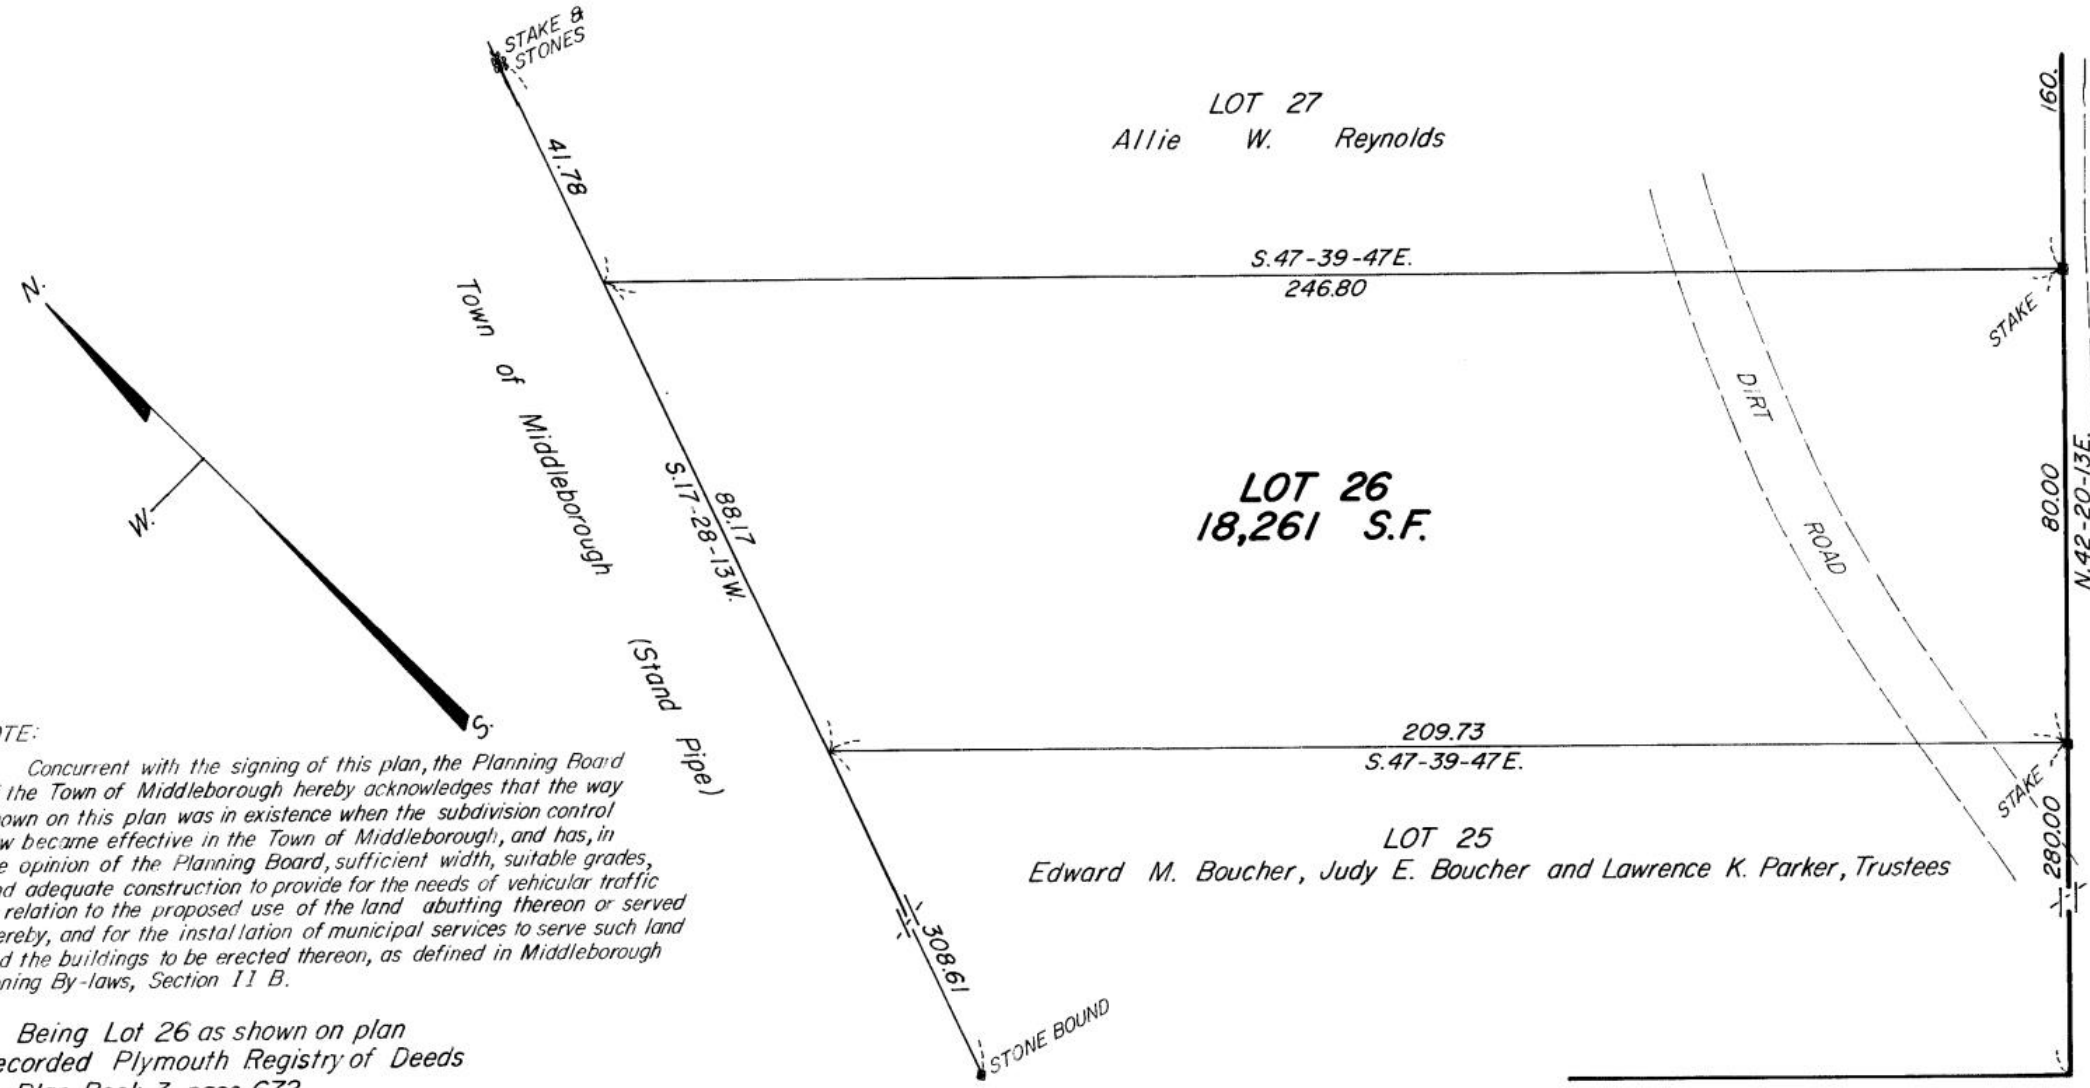 STAKE &
STONES
41.78
LOT 27
Allie W. Reynolds
160.
S.47-39-47E.
246.80
STAKE
N.
W.
S.
Town of Middleborough (Stand Pipe)
88.17
S.17-28-13W.
LOT 26
18,261 S.F.
DIRT
ROAD
80.00
N.42-20-13E.
209.73
S.47-39-47E.
STAKE
280.00
LOT 25
Edward M. Boucher, Judy E. Boucher and Lawrence K. Parker, Trustees
308.61
STONE BOUND
OTE:
Concurrent with the signing of this plan, the Planning Board
the Town of Middleborough hereby acknowledges that the way
own on this plan was in existence when the subdivision control
w became effective in the Town of Middleborough, and has, in
e opinion of the Planning Board, sufficient width, suitable grades,
d adequate construction to provide for the needs of vehicular traffic
relation to the proposed use of the land abutting thereon or served
ereby, and for the installation of municipal services to serve such land
d the buildings to be erected thereon, as defined in Middleborough
ning By-laws, Section II B.
Being Lot 26 as shown on plan
ecorded Plymouth Registry of Deeds
Plan Book 3, page 672